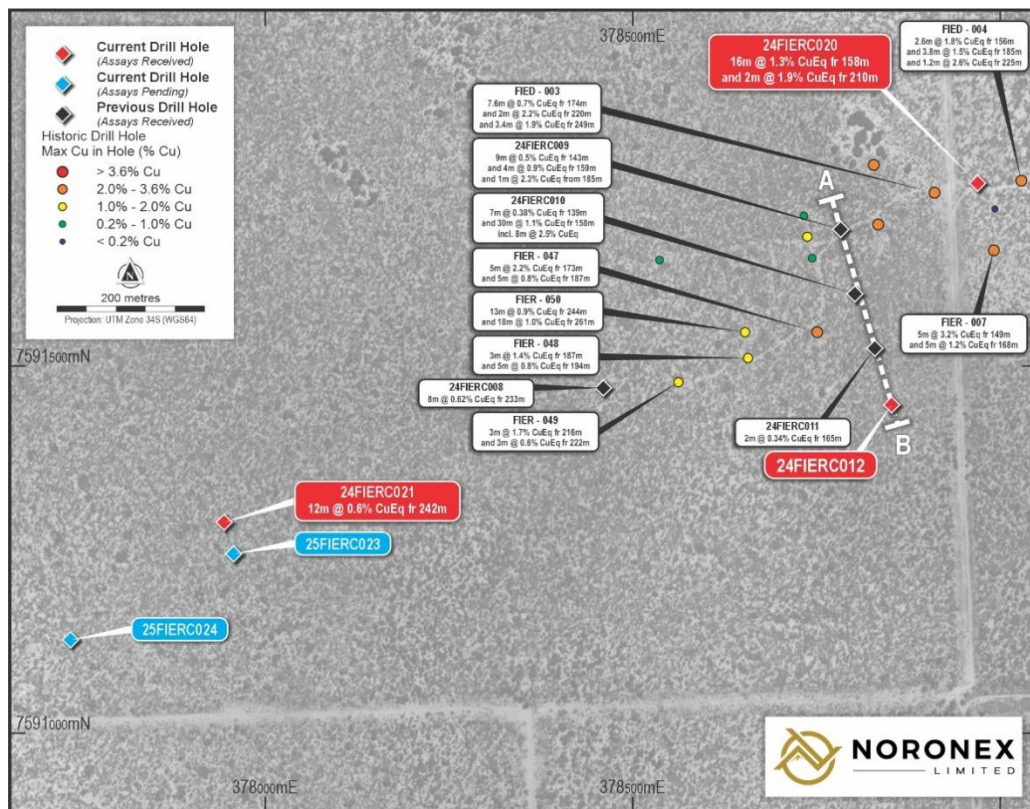 Current Drill Hole
(Assays Received)
Current Drill Hole
(Assays Pending)
Previous Drill Hole
(Assays Received)
Historic Drill Hole
Max Cu in Hole (% Cu)
> 3.6% Cu
2.0% - 3.6% Cu
1.0% - 2.0% Cu
0.2% - 1.0% Cu
< 0.2% Cu
N
200 metres
Projection: UTM Zone 34S (WGS84)
378500mE
24FIERC020
16m @ 1.3% CuEq fr 158m
and 2m @ 1.9% CuEq fr 210m
FIED - 004
2.6m @ 1.8% CuEq fr 156m
and 3.8m @ 1.5% CuEq fr 185m
and 1.2m @ 2.6% CuEq fr 225m
FIED - 003
7.6m @ 0.7% CuEq fr 174m
and 2m @ 2.2% CuEq fr 220m
and 3.4m @ 1.9% CuEq fr 249m
24FIERC009
9m @ 0.5% CuEq fr 143m
and 4m @ 0.9% CuEq fr 159m
and 1m @ 2.3% CuEq from 185m
24FIERC010
7m @ 0.38% CuEq fr 139m
and 30m @ 1.1% CuEq fr 158m
incl. 8m @ 2.5% CuEq
FIER - 047
5m @ 2.2% CuEq fr 173m
and 5m @ 0.8% CuEq fr 187m
FIER - 050
13m @ 0.9% CuEq fr 244m
and 18m @ 1.0% CuEq fr 261m
FIER - 048
3m @ 1.4% CuEq fr 187m
and 5m @ 0.8% CuEq fr 194m
24FIERC008
8m @ 0.62% CuEq fr 233m
FIER - 049
3m @ 1.7% CuEq fr 216m
and 3m @ 0.6% CuEq fr 222m
A
FIER - 007
5m @ 3.2% CuEq fr 149m
and 5m @ 1.2% CuEq fr 168m
24FIERC011
2m @ 0.34% CuEq fr 165m
B
24FIERC012
7591500mN
24FIERC021
12m @ 0.6% CuEq fr 242m
25FIERC023
25FIERC024
7591000mN
378000mE
378500mE
NORONEX
LIMITED